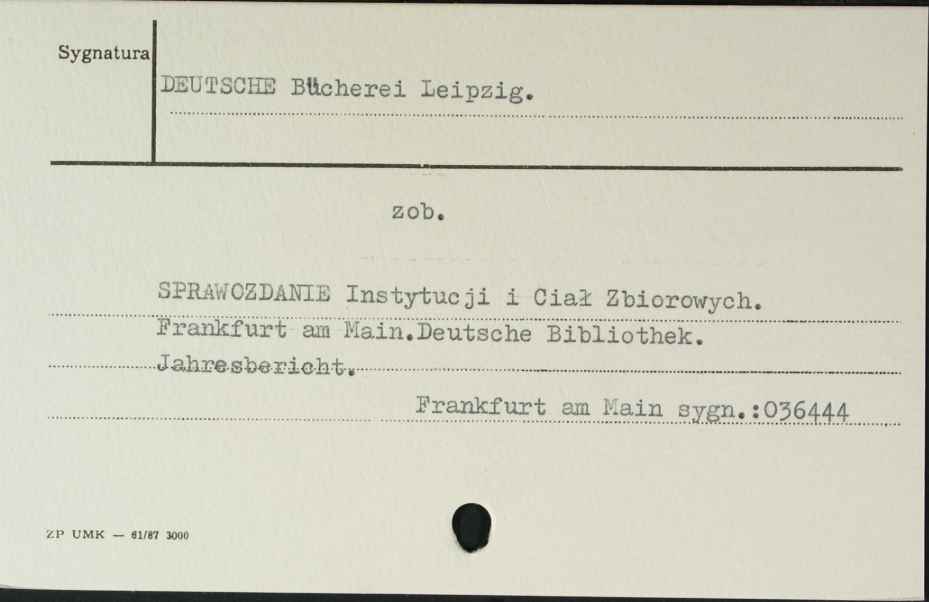 Sygnatura
DEUTSCHE Bücherei Leipzig.
zob.
SPRAWOZDANIE Instytucji i Ciał Zbiorowych.
Frankfurt am Main.Deutsche Bibliothek.
Jahresbericht.
Frankfurt am Main sygn.:036444
ZP UMK — 61/87 3000